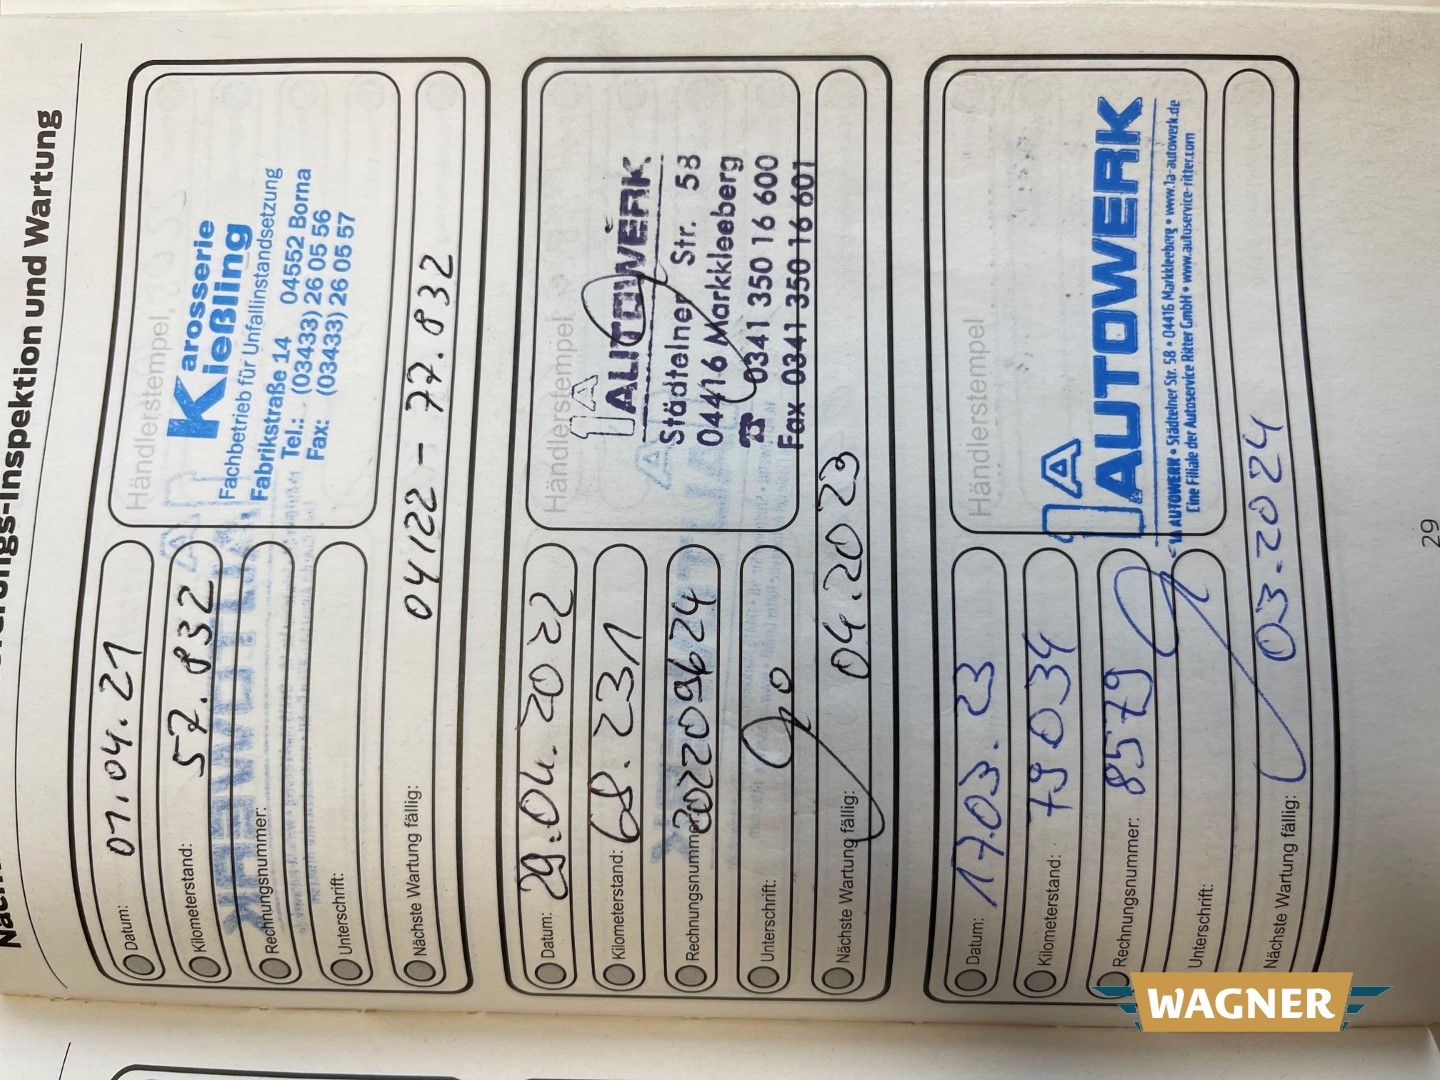 -Inspektion und Wartung
Datum: 01.04.21
Kilometerstand: 57.832
Rechnungsnummer:
Unterschrift:
Nächste Wartung fällig: 04/22 - 77.832
Händlerstempel
Karosserie
Kießling
Fachbetrieb für Unfallinstandsetzung
Fabrikstraße 14 04552 Borna
Tel.: (03433) 26 05 56
Fax: (03433) 26 05 57
Datum: 29.04.2022
Kilometerstand: 68.231
Rechnungsnummer: 202209624
Unterschrift:
Nächste Wartung fällig: 04.2023
Händlerstempel
1A
AUTOWERK
Städtelner Str. 58
04416 Markkleeberg
☎ 0341 350 16 600
Fax 0341 350 16 601
Datum: 17.03.23
Kilometerstand: 79.034
Rechnungsnummer: 8579
Unterschrift:
Nächste Wartung fällig: 03.2024
Händlerstempel
1A
AUTOWERK
1A AUTOWERK • Städtelner Str. 58 • 04416 Markkleeberg • www.1a-autowerk.de
Eine Filiale der Autoservice Ritter GmbH • www.autoservice-ritter.com
29
WAGNER